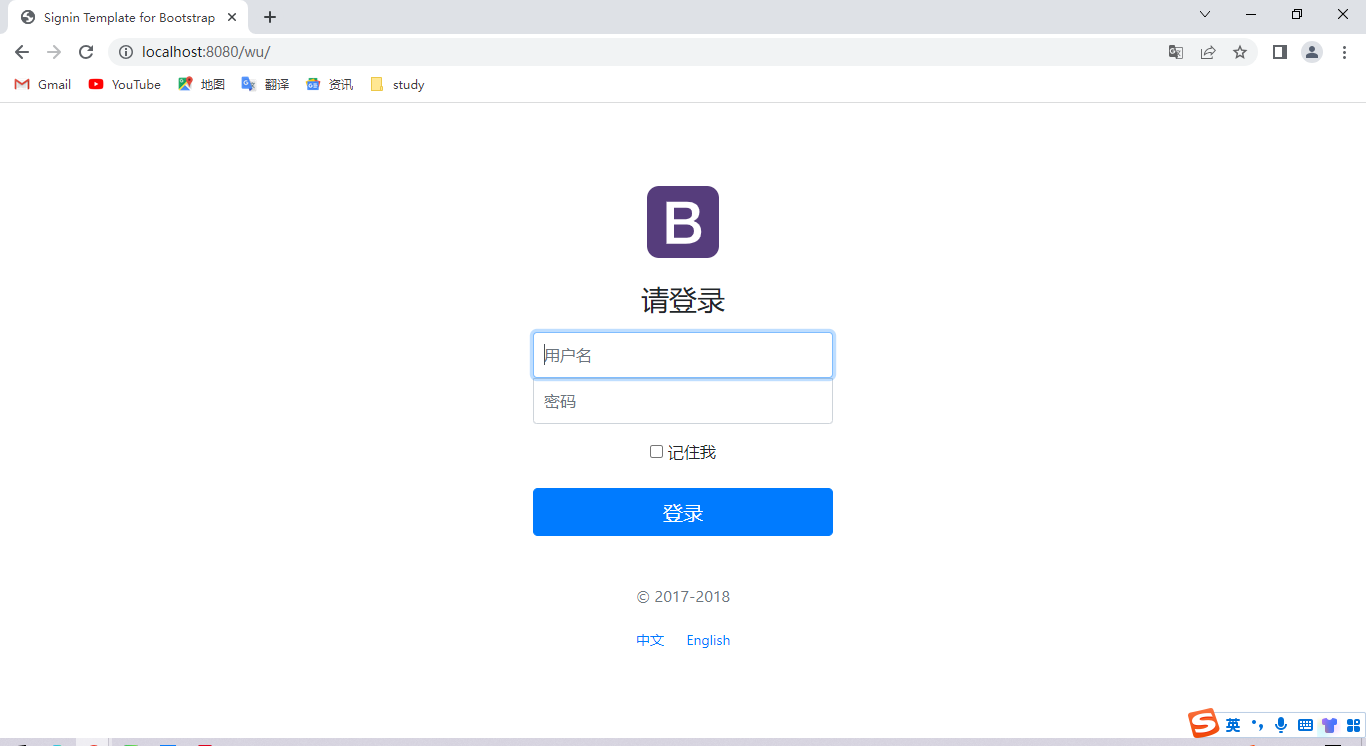 Signin Template for Bootstrap
localhost:8080/wu/
Gmail YouTube 地图 翻译 资讯 study
B
请登录
用户名
密码
记住我
登录
© 2017-2018
中文 English
英